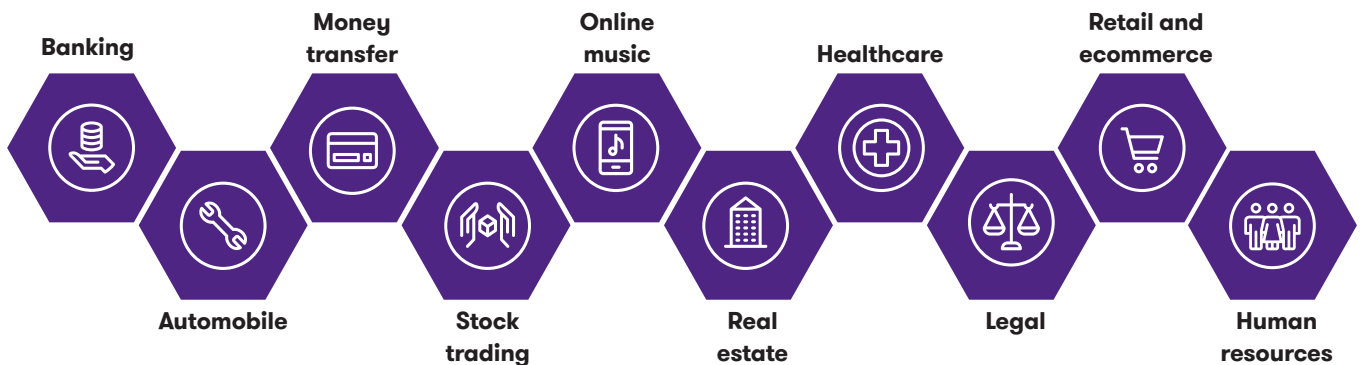 Banking
Automobile
Money
transfer
Stock
trading
Online
music
Real
estate
Healthcare
Legal
Retail and
ecommerce
Human
resources